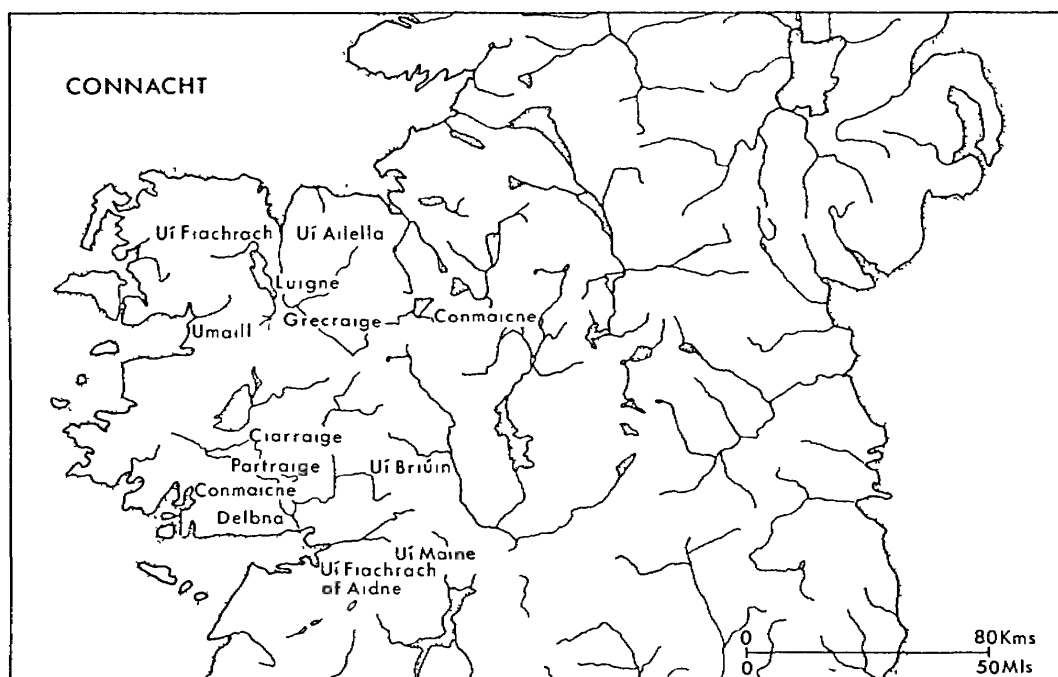 CONNACHT
Uí Fiachrach
Uí Ailella
Luigne
Grecraige
Conmaicne
Umaill
Ciarraige
Partraige
Uí Briúin
Conmaicne
Delbna
Uí Maine
Uí Fiachrach
of Aidne
0 80Kms
0 50Mls